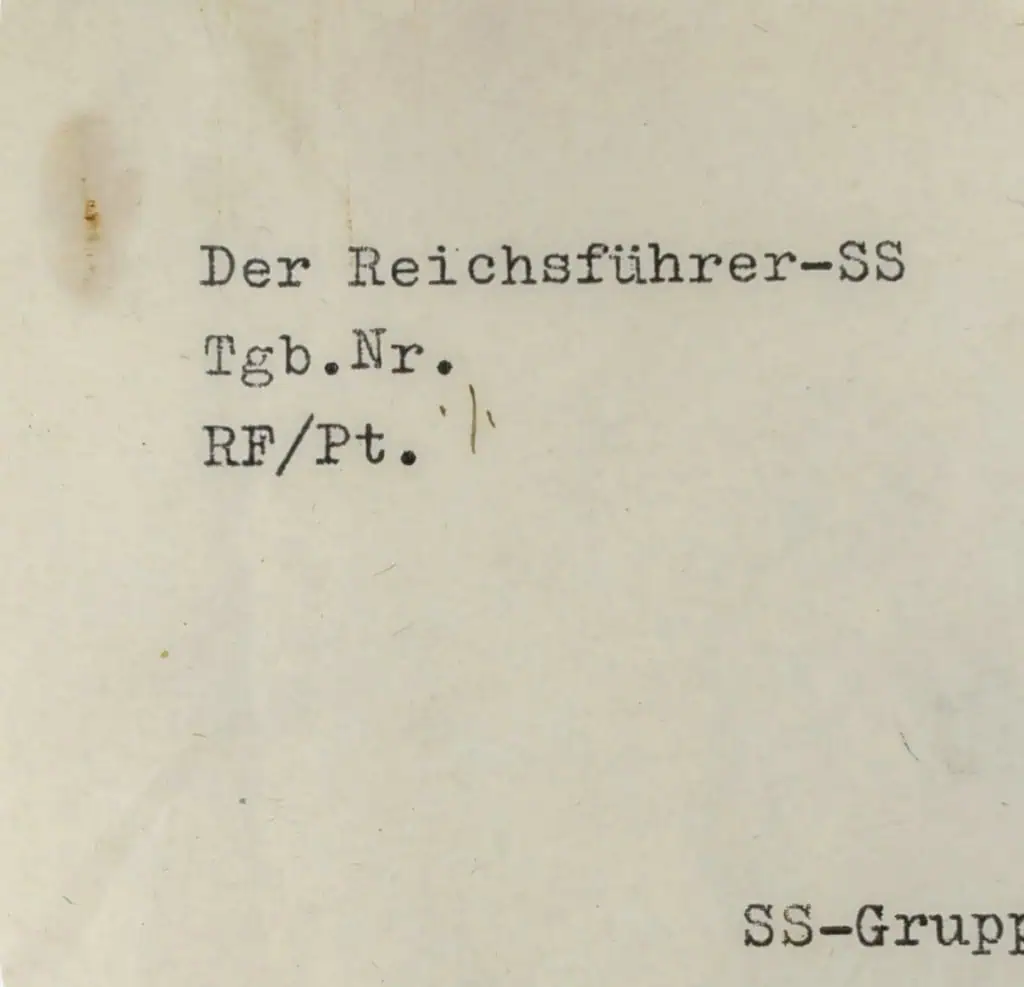 Der Reichsführer-SS
Tgb.Nr.
RF/Pt.
SS-Grupp